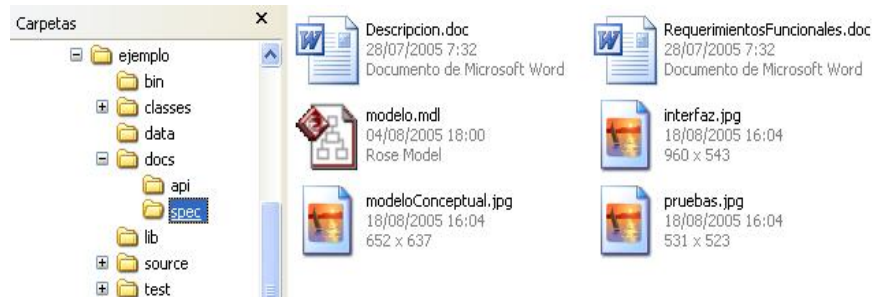 Carpetas
ejemplo
bin
classes
data
docs
api
spec
lib
source
test
Descripcion.doc
28/07/2005 7:32
Documento de Microsoft Word
RequerimientosFuncionales.doc
28/07/2005 7:32
Documento de Microsoft Word
modelo.mdl
04/08/2005 18:00
Rose Model
interfaz.jpg
18/08/2005 16:04
960 x 543
modeloConceptual.jpg
18/08/2005 16:04
652 x 637
pruebas.jpg
18/08/2005 16:04
531 x 523